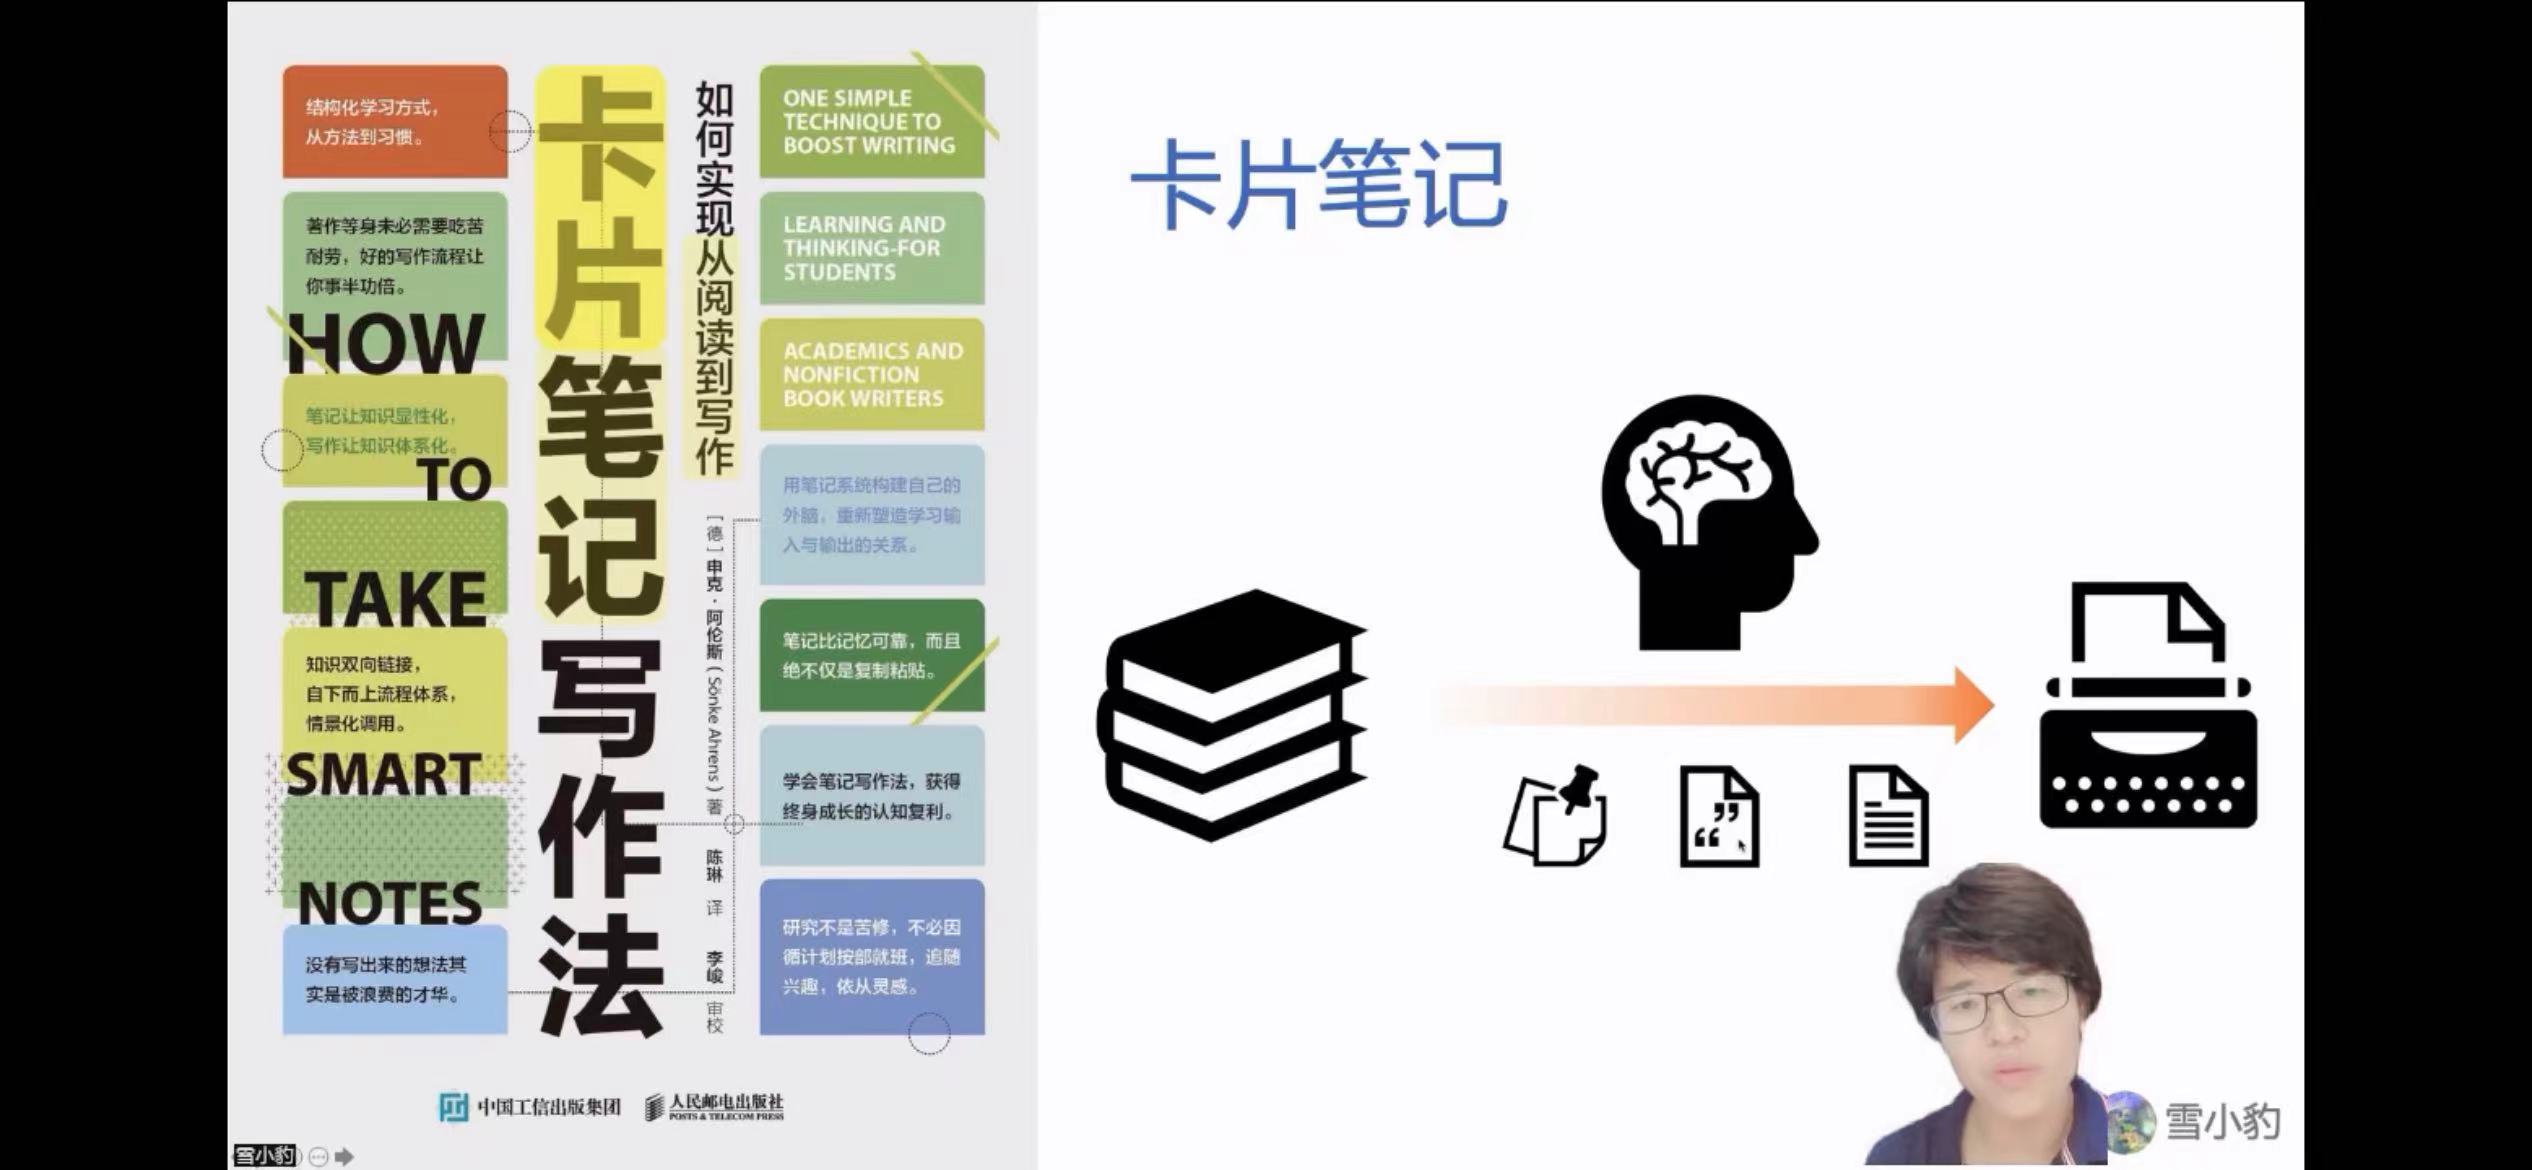 结构化学习方式，
从方法到习惯。
著作等身未必需要吃苦
耐劳，好的写作流程让
你事半功倍。
HOW
笔记让知识显性化，
写作让知识体系化。
TO
TAKE
知识双向链接，
自下而上流程体系，
情景化调用。
SMART
NOTES
没有写出来的想法其
实是被浪费的才华。
卡片笔记写作法
如何实现从阅读到写作
[德]申克·阿伦斯（Sönke Ahrens）著
陈琳 译
李峻 审校
ONE SIMPLE
TECHNIQUE TO
BOOST WRITING
LEARNING AND
THINKING-FOR
STUDENTS
ACADEMICS AND
NONFICTION
BOOK WRITERS
用笔记系统构建自己的
外脑，重新塑造学习输
入与输出的关系。
笔记比记忆可靠，而且
绝不仅是复制粘贴。
学会笔记写作法，获得
终身成长的认知复利。
研究不是苦修，不必因
循计划按部就班，追随
兴趣，依从灵感。
中国工信出版集团
人民邮电出版社
POSTS & TELECOM PRESS
雪小豹
卡片笔记
雪小豹